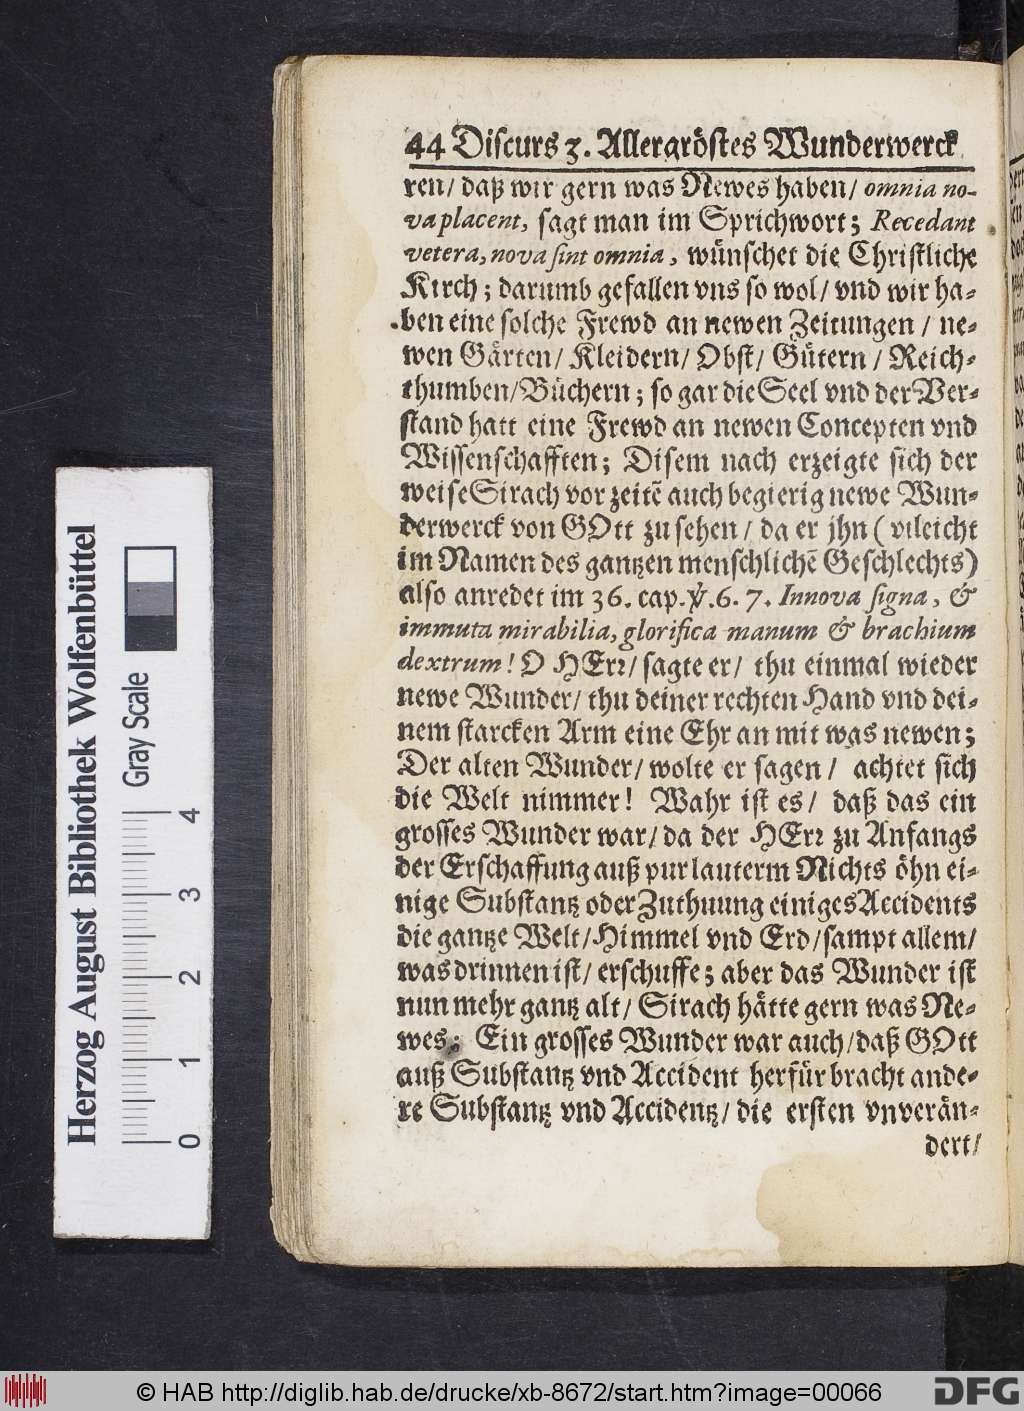 44 Discurs 3. Allergröstes Wunderwerck
ren/ daß wir gern was Newes haben/ omnia no-
va placent, sagt man im Sprichwort; Recedant
vetera, nova sint omnia, wünschet die Christliche
Kirch; darumb gefallen vns so wol/ vnd wir ha-
ben eine solche Frewd an newen Zeitungen / ne-
wen Gärten/ Kleidern/ Obst/ Gütern / Reich-
thumben/ Büchern; so gar die Seel vnd der Ver-
stand hatt eine Frewd an newen Concepten vnd
Wissenschafften; Disem nach erzeigte sich der
weise Sirach vor zeitẽ auch begierig newe Wun-
derwerck von GOtt zu sehen/ da er jhn (vileicht
im Namen des gantzen menschlichẽ Geschlechts)
also anredet im 36. cap. ℣. 6. 7. Innova signa, &
immuta mirabilia, glorifica manum & brachium
dextrum! O HErr/ sagte er/ thu einmal wieder
newe Wunder/ thu deiner rechten Hand vnd dei-
nem starcken Arm eine Ehr an mit was newen;
Der alten Wunder/ wolte er sagen/ achtet sich
die Welt nimmer! Wahr ist es/ daß das ein
grosses Wunder war/ da der HErr zu Anfangs
der Erschaffung auß pur lauterm Nichts öhn ei-
nige Substantz oder Zuthuung einiges Accidents
die gantze Welt/ Himmel vnd Erd/ sampt allem/
was drinnen ist/ erschuffe; aber das Wunder ist
nun mehr gantz alt/ Sirach hätte gern was Ne-
wes: Ein grosses Wunder war auch/ daß GOtt
auß Substantz vnd Accident herfür bracht ande-
re Substantz vnd Accidentz/ die ersten vnverän-
dert/
Herzog August Bibliothek Wolfenbüttel
Gray Scale
0 1 2 3 4
© HAB http://diglib.hab.de/drucke/xb-8672/start.htm?image=00066
DFG